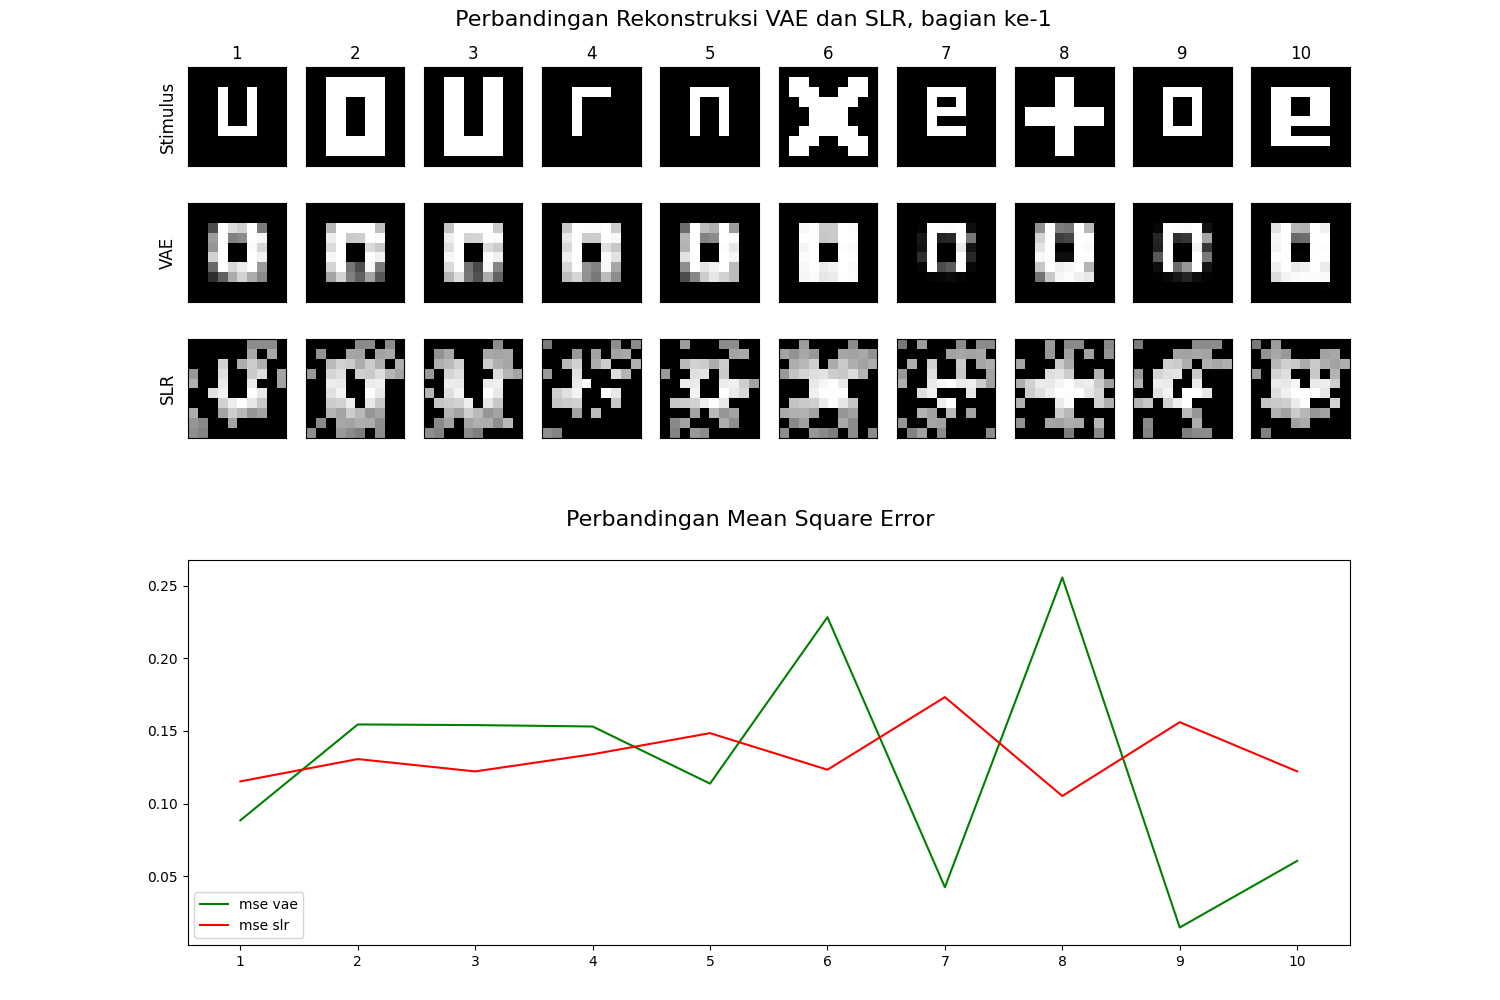 Perbandingan Rekonstruksi VAE dan SLR, bagian ke-1
1 2 3 4 5 6 7 8 9 10
Stimulus
VAE
SLR
Perbandingan Mean Square Error
0.25
0.20
0.15
0.10
0.05
mse vae
mse slr
1 2 3 4 5 6 7 8 9 10